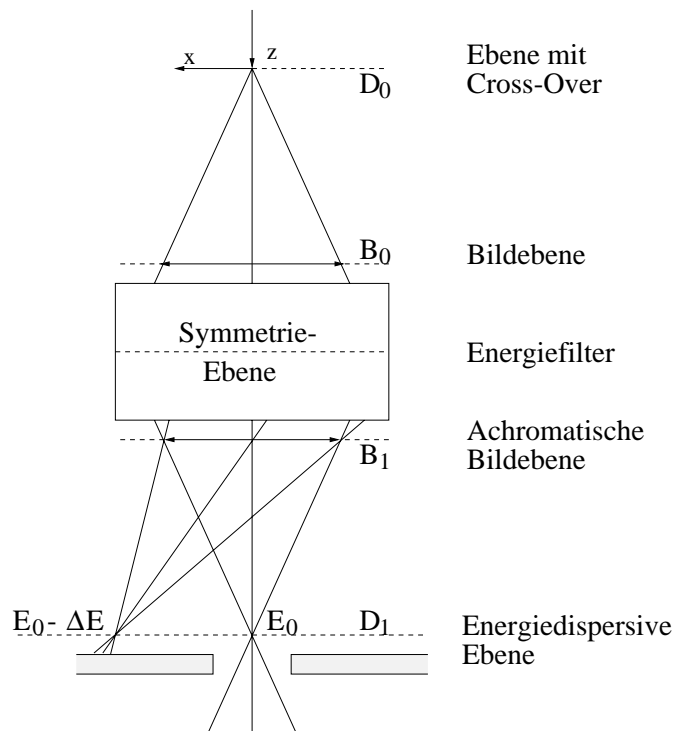 x
z
D0
Ebene mit
Cross-Over
B0
Bildebene
Symmetrie-
Ebene
Energiefilter
B1
Achromatische
Bildebene
E0 - ΔE
E0
D1
Energiedispersive
Ebene